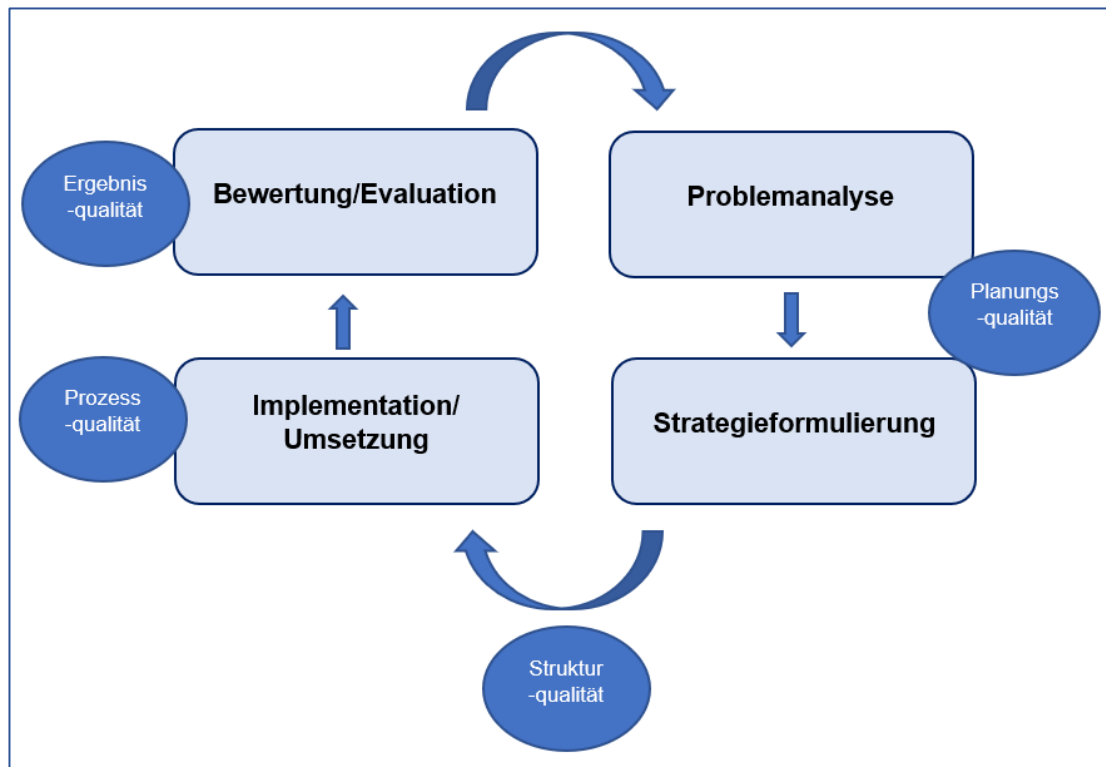 Ergebnis
-qualität
Bewertung/Evaluation
Problemanalyse
Planungs
-qualität
Prozess
-qualität
Implementation/
Umsetzung
Strategieformulierung
Struktur
-qualität